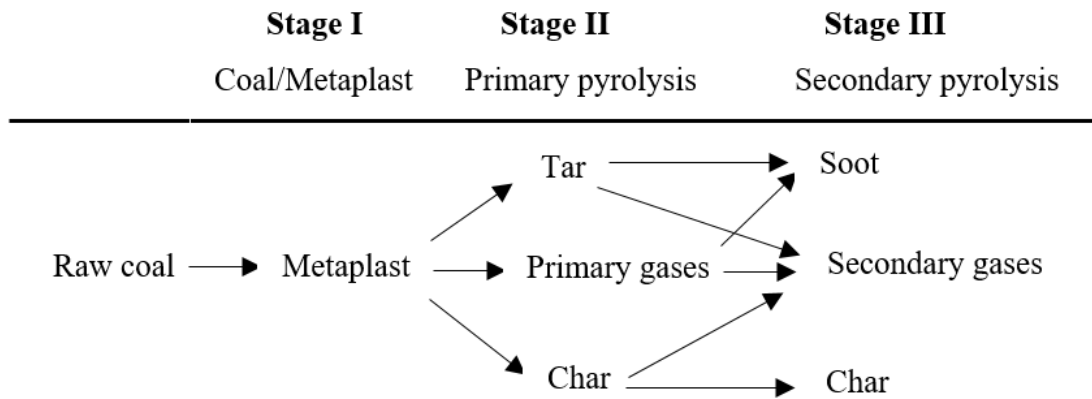 Stage I Stage II Stage III
Coal/Metaplast Primary pyrolysis Secondary pyrolysis
Tar Soot
Raw coal Metaplast Primary gases Secondary gases
Char Char